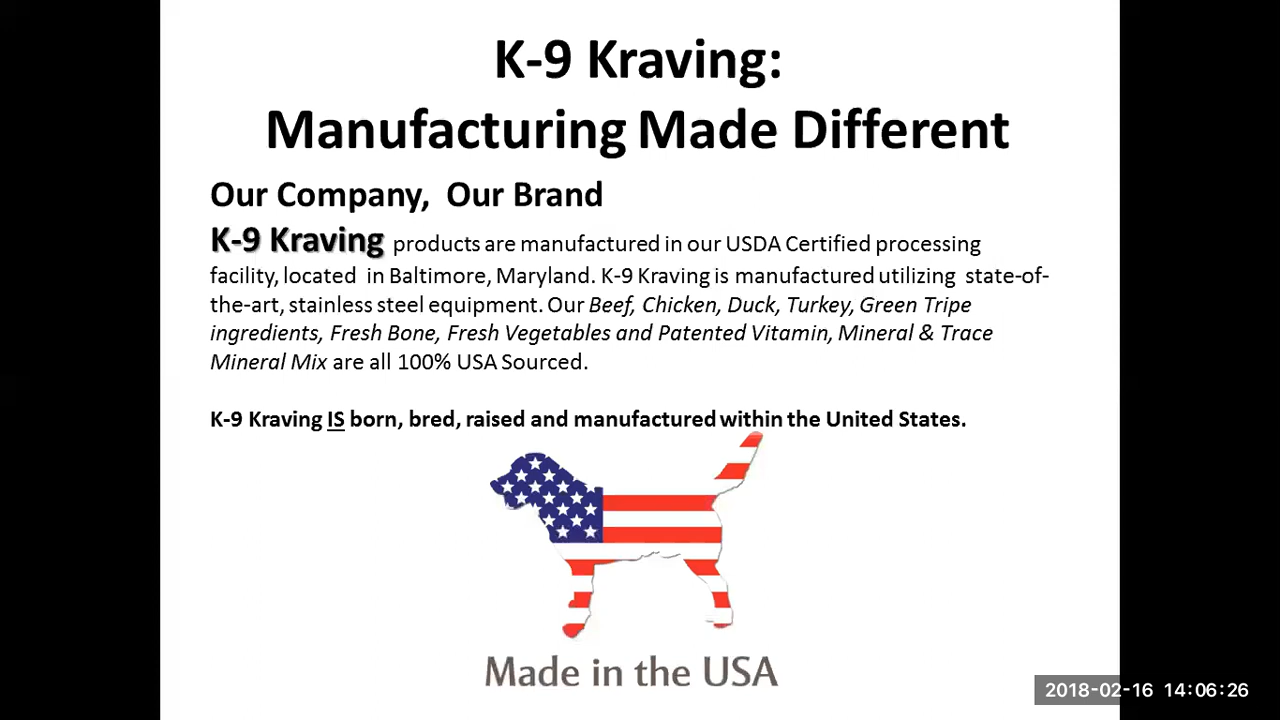 K-9 Kraving:
Manufacturing Made Different
Our Company,  Our Brand
K-9 Kraving products are manufactured in our USDA Certified processing
facility, located  in Baltimore, Maryland. K-9 Kraving is manufactured utilizing  state-of-
the-art, stainless steel equipment. Our Beef, Chicken, Duck, Turkey, Green Tripe
ingredients, Fresh Bone, Fresh Vegetables and Patented Vitamin, Mineral & Trace
Mineral Mix are all 100% USA Sourced.
K-9 Kraving IS born, bred, raised and manufactured within the United States.
Made in the USA
2018-02-16 14:06:26